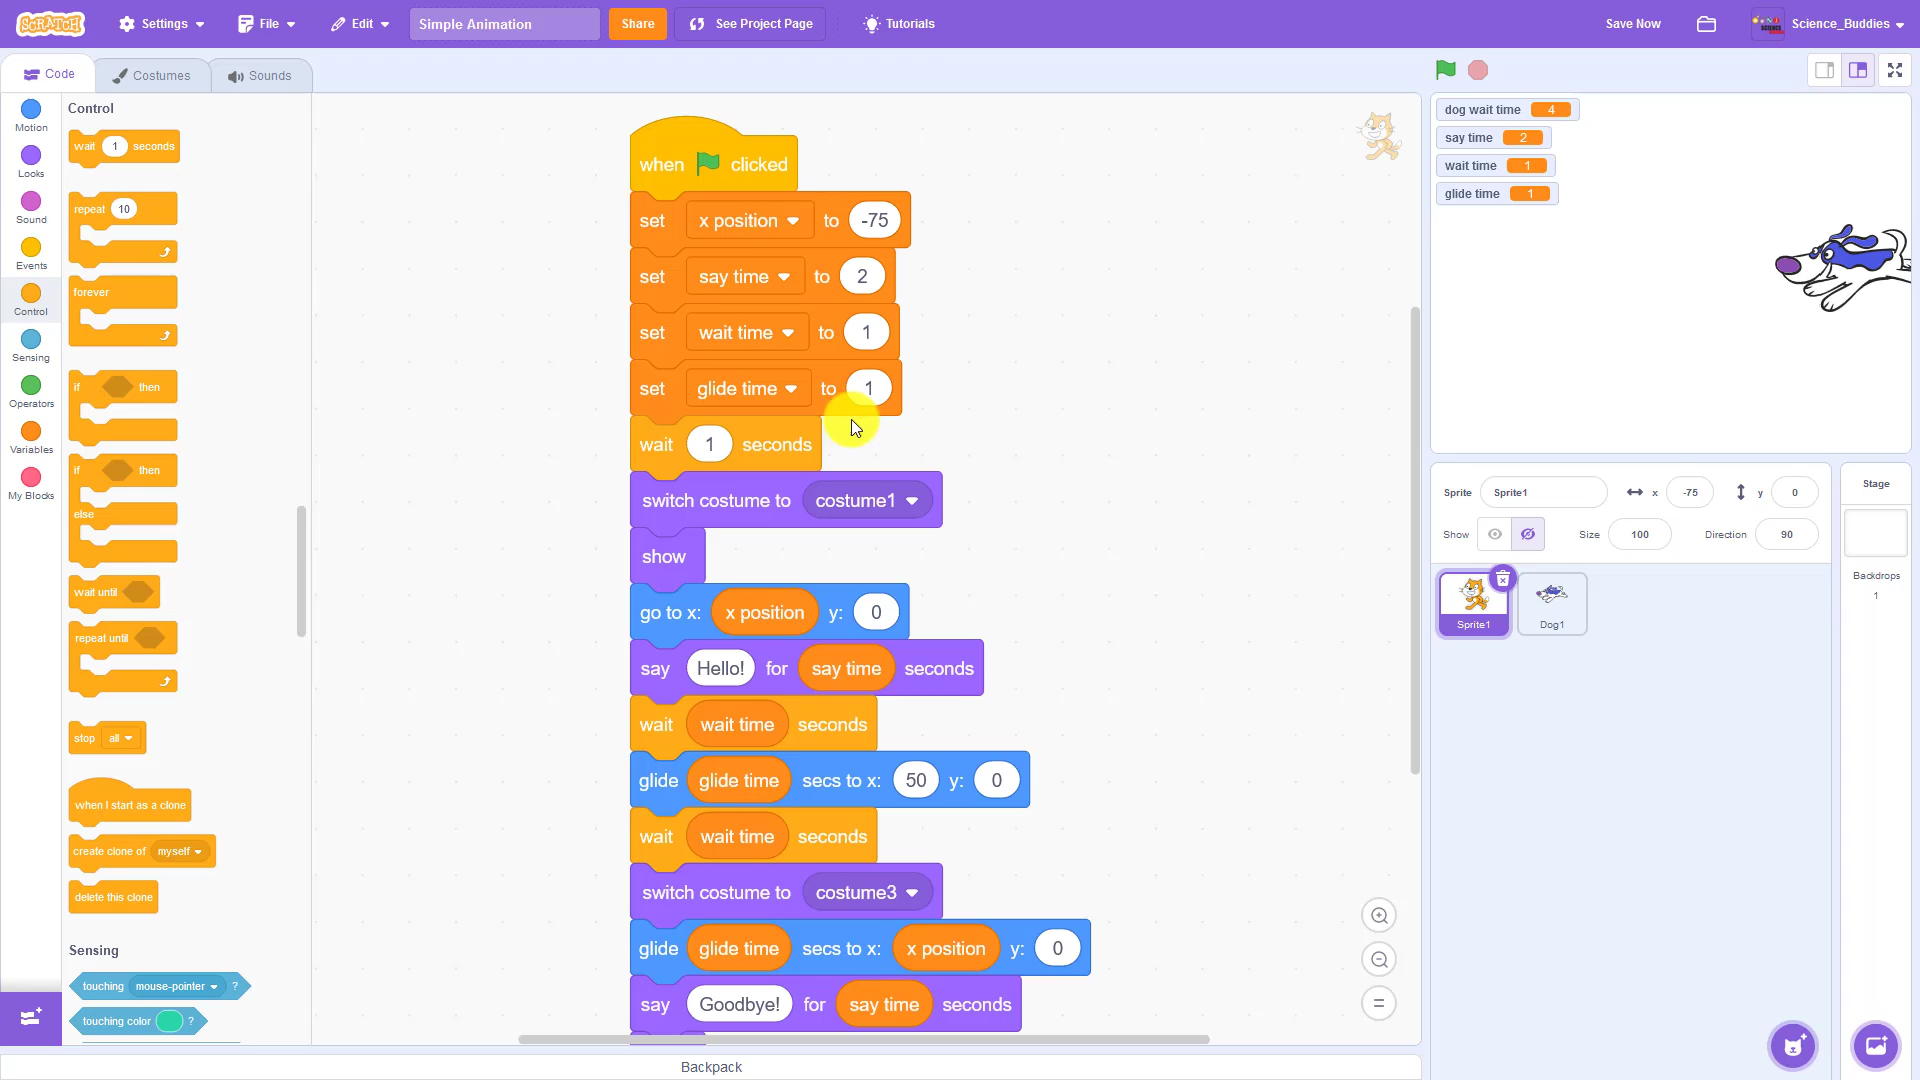 SCRATCH
Settings
File
Edit
Simple Animation
Share
See Project Page
Tutorials
Save Now
Science_Buddies
Code
Costumes
Sounds
Motion
Looks
Sound
Events
Control
Sensing
Operators
Variables
My Blocks
Control
wait 1 seconds
repeat 10
forever
if then
if then
else
wait until
repeat until
stop all
when I start as a clone
create clone of myself
delete this clone
Sensing
touching mouse-pointer ?
touching color ?
when clicked
set x position to -75
set say time to 2
set wait time to 1
set glide time to 1
wait 1 seconds
switch costume to costume1
show
go to x: x position y: 0
say Hello! for say time seconds
wait wait time seconds
glide glide time secs to x: 50 y: 0
wait wait time seconds
switch costume to costume3
glide glide time secs to x: x position y: 0
say Goodbye! for say time seconds
Backpack
dog wait time 4
say time 2
wait time 1
glide time 1
Sprite Sprite1 x -75 y 0
Show Size 100 Direction 90
Sprite1
Dog1
Stage
Backdrops
1